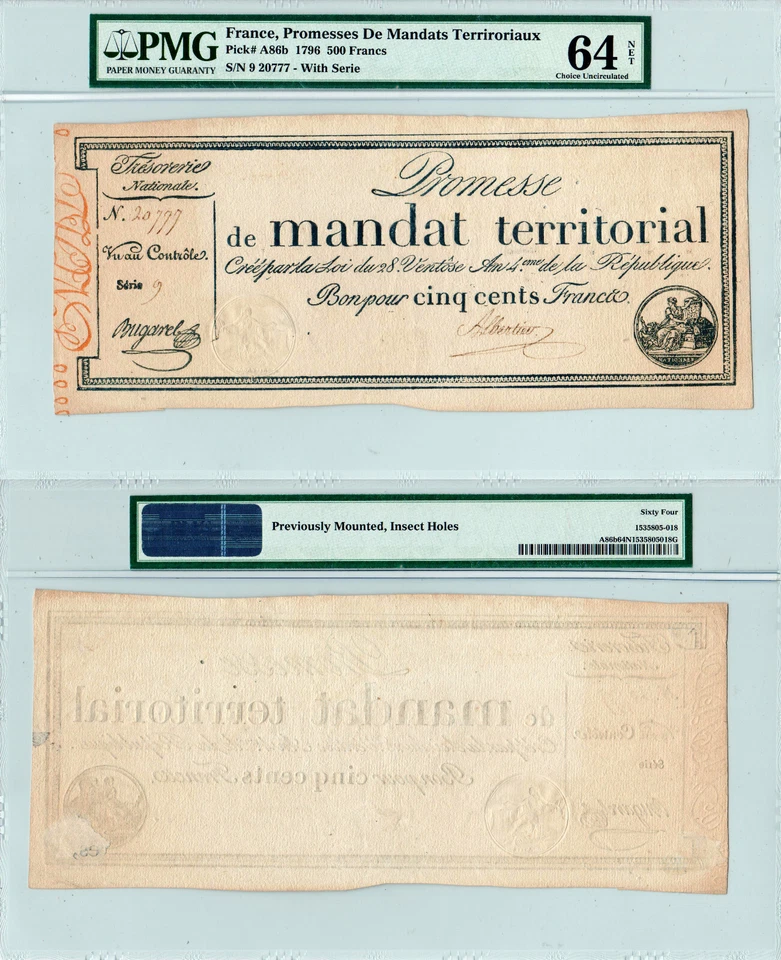 PMG
PAPER MONEY GUARANTY
France, Promesses De Mandats Terriroriaux
Pick# A86b 1796 500 Francs
S/N 9 20777 - With Serie
64
NET
Choice Uncirculated
Trésorerie
Nationale.
N. 20777
Vu au Contrôle.
Série 9
Bugarel
Promesse
de mandat territorial
Créé par la Loi du 28 Ventôse An 4.eme de la République.
Bon pour cinq cents Francs.
NATIONALE
Previously Mounted, Insect Holes
Sixty Four
1535805-018
A86b64N1535805018G